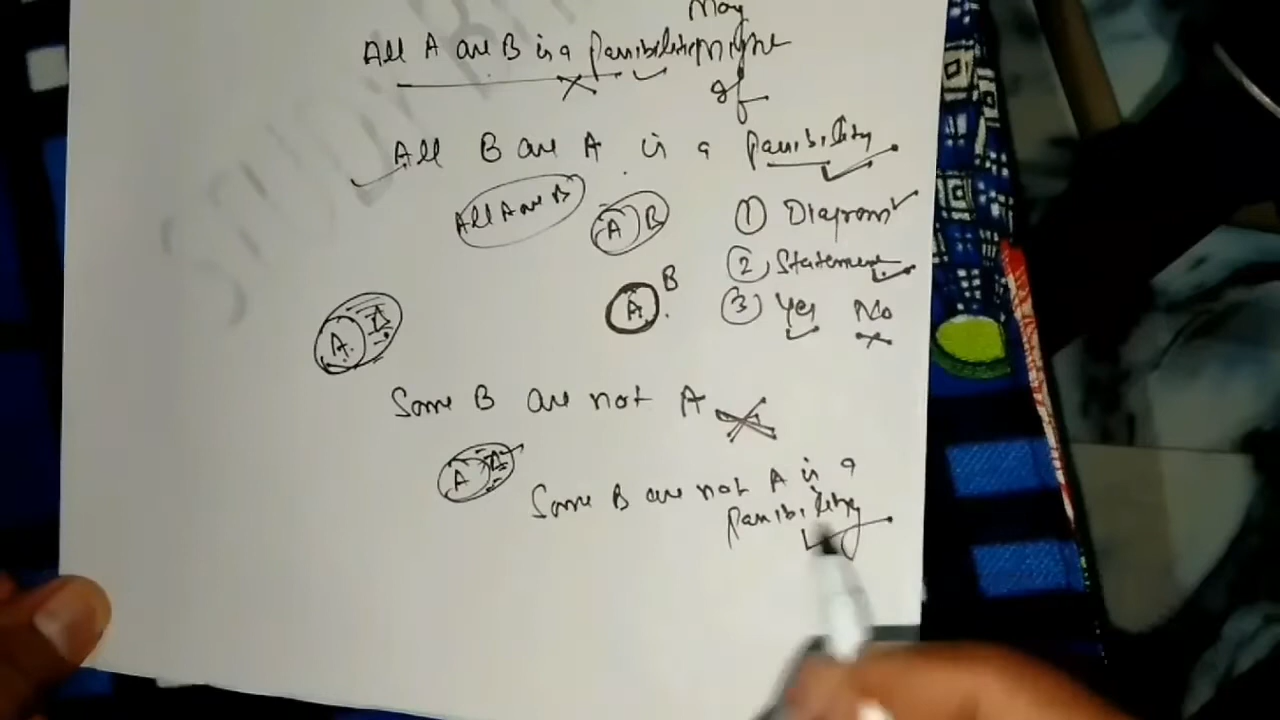 May
All A are B is a Possibility might
of
All B are A is a Possibility
All A are B
A B
① Diagram
② Statement
A B
③ Yes No
A
Some B are not A
A
Some B are not A is a
Possibility